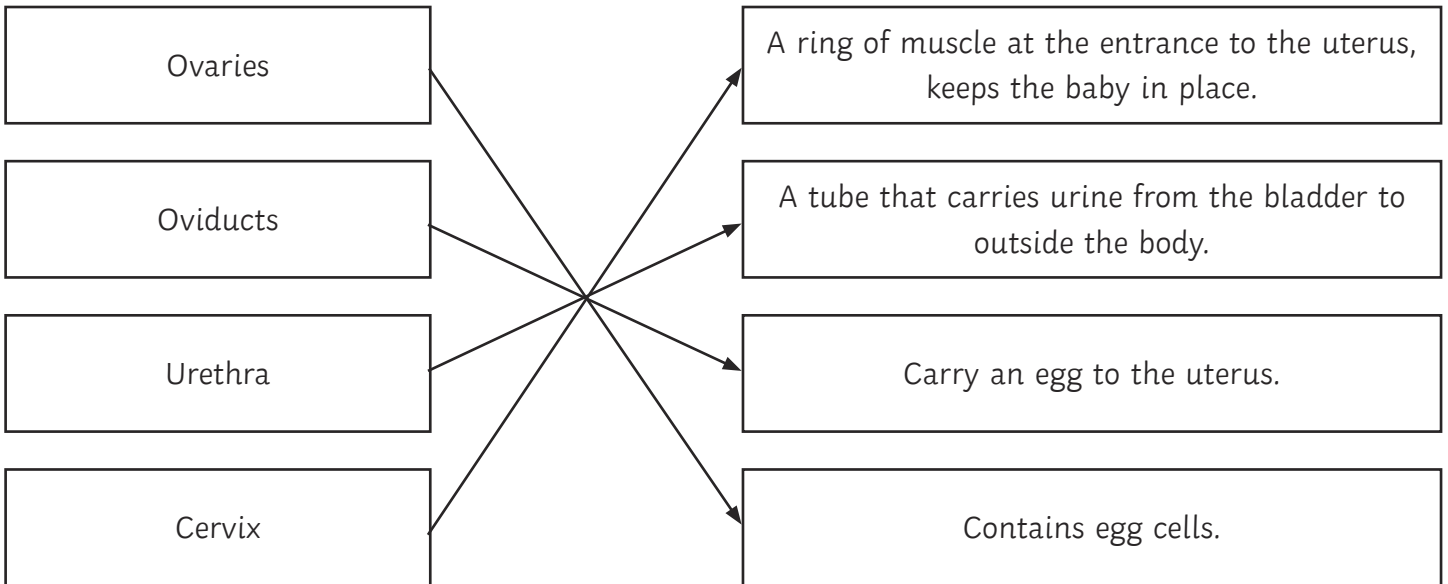 Ovaries
A ring of muscle at the entrance to the uterus,
keeps the baby in place.
Oviducts
A tube that carries urine from the bladder to
outside the body.
Urethra
Carry an egg to the uterus.
Cervix
Contains egg cells.